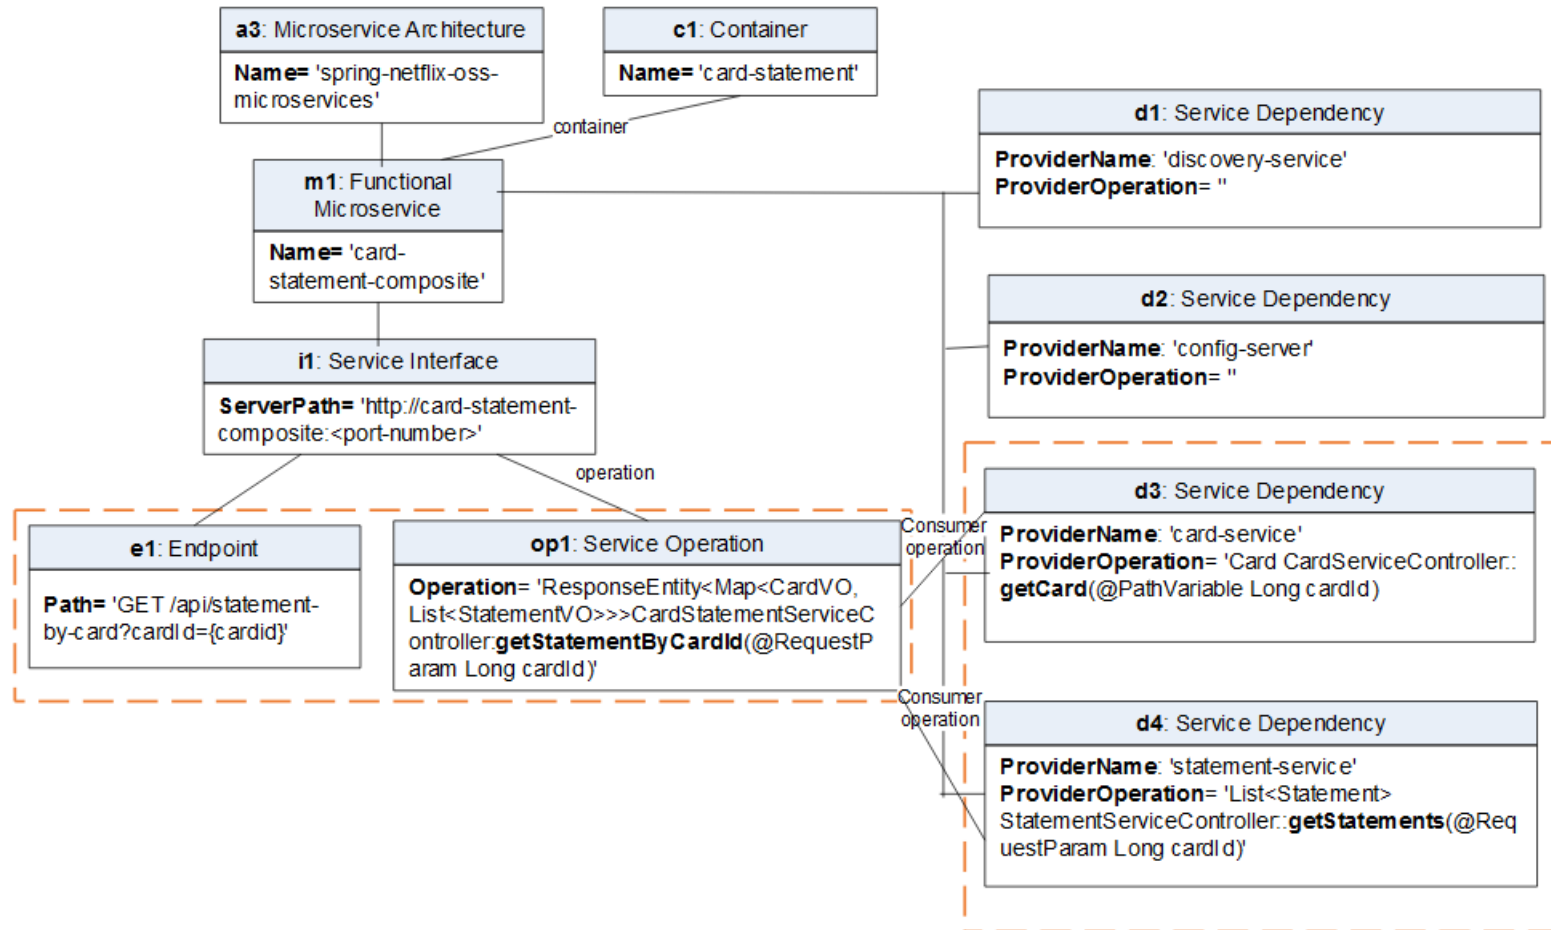 a3: Microservice Architecture
Name= 'spring-netflix-oss-
microservices'
c1: Container
Name= 'card-statement'
container
m1: Functional
Microservice
Name= 'card-
statement-composite'
d1: Service Dependency
ProviderName: 'discovery-service'
ProviderOperation= ''
d2: Service Dependency
ProviderName: 'config-server'
ProviderOperation= ''
i1: Service Interface
ServerPath= 'http://card-statement-
composite:<port-number>'
operation
e1: Endpoint
Path= 'GET /api/statement-
by-card?cardId={cardid}'
op1: Service Operation
Operation= 'ResponseEntity<Map<CardVO,
List<StatementVO>>>CardStatementServiceC
ontroller:getStatementByCardId(@RequestP
aram Long cardId)'
Consumer
operation
d3: Service Dependency
ProviderName: 'card-service'
ProviderOperation= 'Card CardServiceController::
getCard(@PathVariable Long cardId)
Consumer
operation
d4: Service Dependency
ProviderName: 'statement-service'
ProviderOperation= 'List<Statement>
StatementServiceController::getStatements(@Req
uestParam Long cardId)'